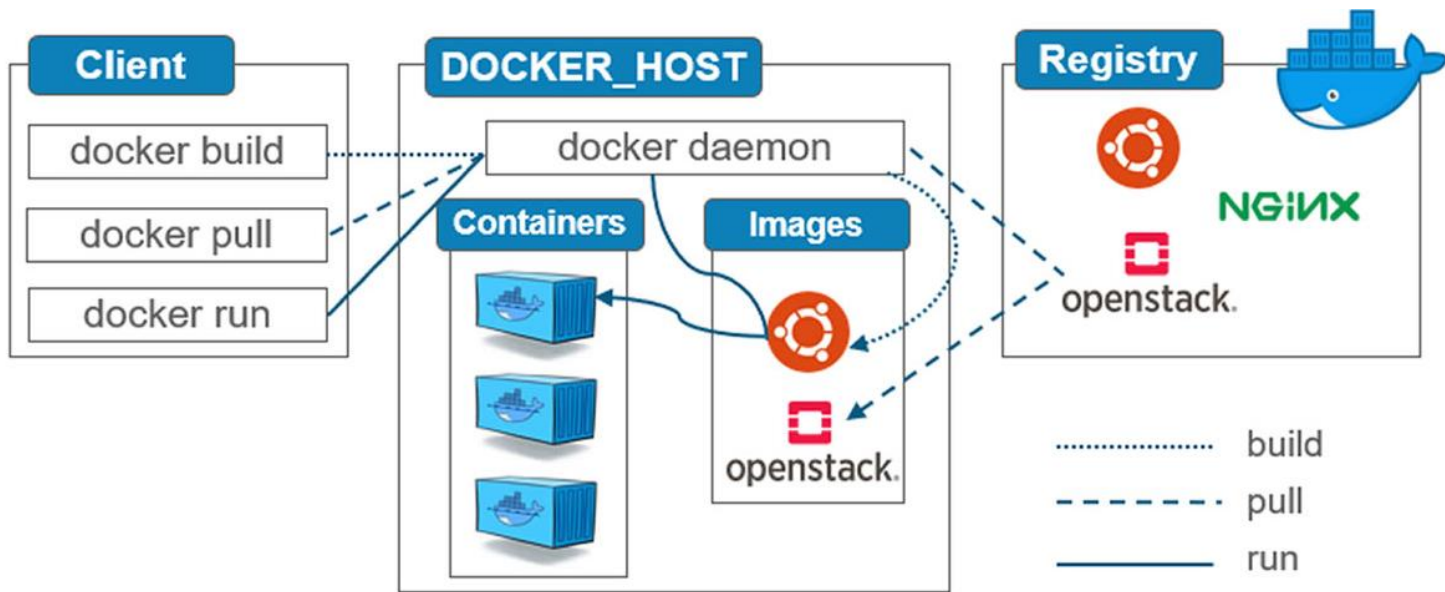 Client
docker build
docker pull
docker run
DOCKER_HOST
docker daemon
Containers
Images
openstack.
Registry
NGINX
openstack.
build
pull
run